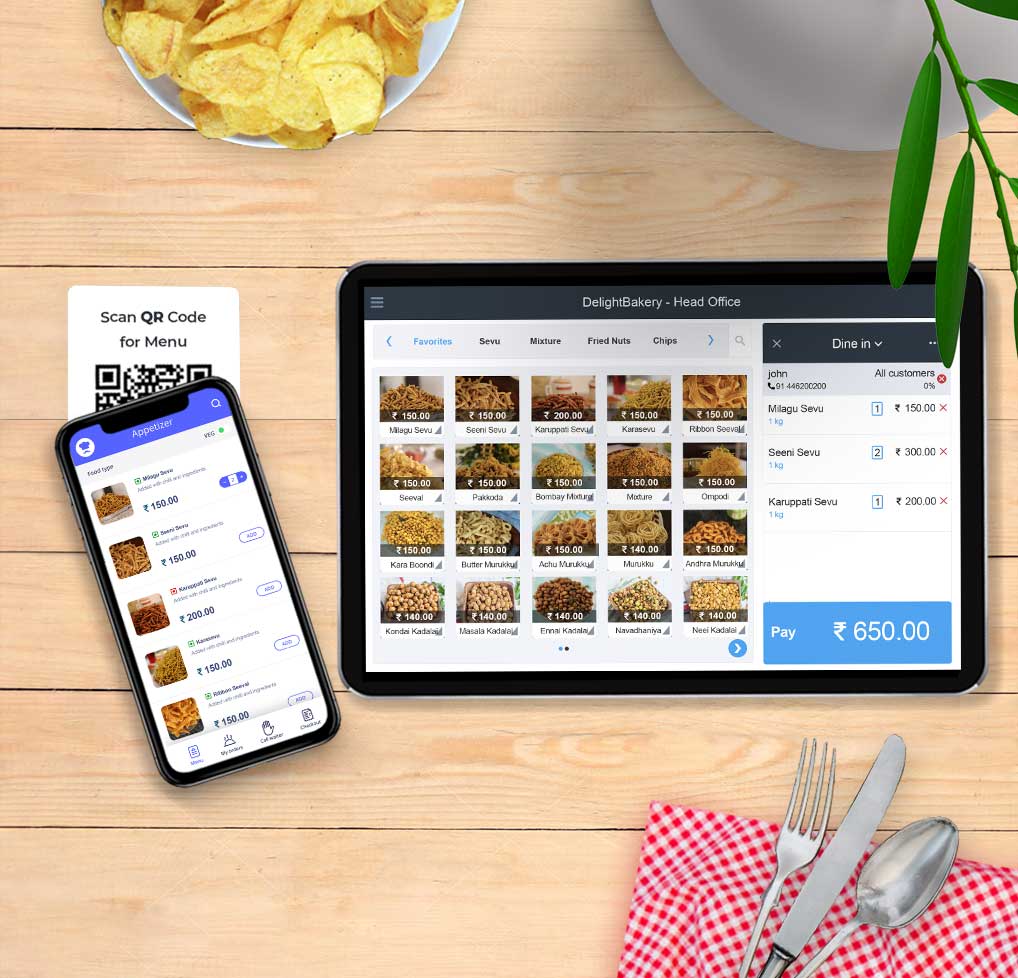 Scan QR Code
for Menu
Appetizer
Food type
VEG
Milagu Sevu
Added with chilli and ingredients
₹ 150.00
- 2 +
Seeni Sevu
Added with chilli and ingredients
₹ 150.00
ADD
Karuppati Sevu
Added with chilli and ingredients
₹ 200.00
ADD
Karasevu
Added with chilli and ingredients
₹ 150.00
ADD
Ribbon Seeval
Added with chilli and ingredients
₹ 150.00
ADD
Menu
My orders
Call waiter
Checkout
DelightBakery - Head Office
Favorites Sevu Mixture Fried Nuts Chips
₹ 150.00 ₹ 150.00 ₹ 200.00 ₹ 150.00 ₹ 150.00
Milagu Sevu Seeni Sevu Karuppati Sevu Karasevu Ribbon Seeval
₹ 150.00 ₹ 150.00 ₹ 150.00 ₹ 150.00 ₹ 150.00
Seeval Pakkoda Bombay Mixture Mixture Ompodi
₹ 150.00 ₹ 150.00 ₹ 150.00 ₹ 140.00 ₹ 150.00
Kara Boondi Butter Murukku Achu Murukku Murukku Andhra Murukku
₹ 140.00 ₹ 140.00 ₹ 140.00 ₹ 140.00 ₹ 140.00
Kondai Kadalai Masala Kadalai Ennai Kadalai Navadhaniya Neei Kadalai
Dine in
john All customers
91 446200200 0%
Milagu Sevu 1 ₹ 150.00
1 kg
Seeni Sevu 2 ₹ 300.00
1 kg
Karuppati Sevu 1 ₹ 200.00
1 kg
Pay ₹ 650.00